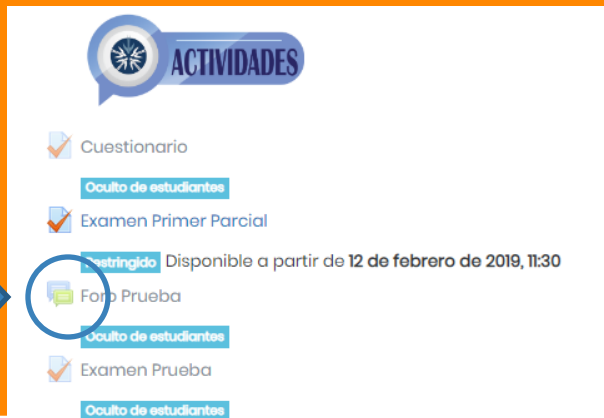 ACTIVIDADES
Cuestionario
Oculto de estudiantes
Examen Primer Parcial
Restringido Disponible a partir de 12 de febrero de 2019, 11:30
Foro Prueba
Oculto de estudiantes
Examen Prueba
Oculto de estudiantes